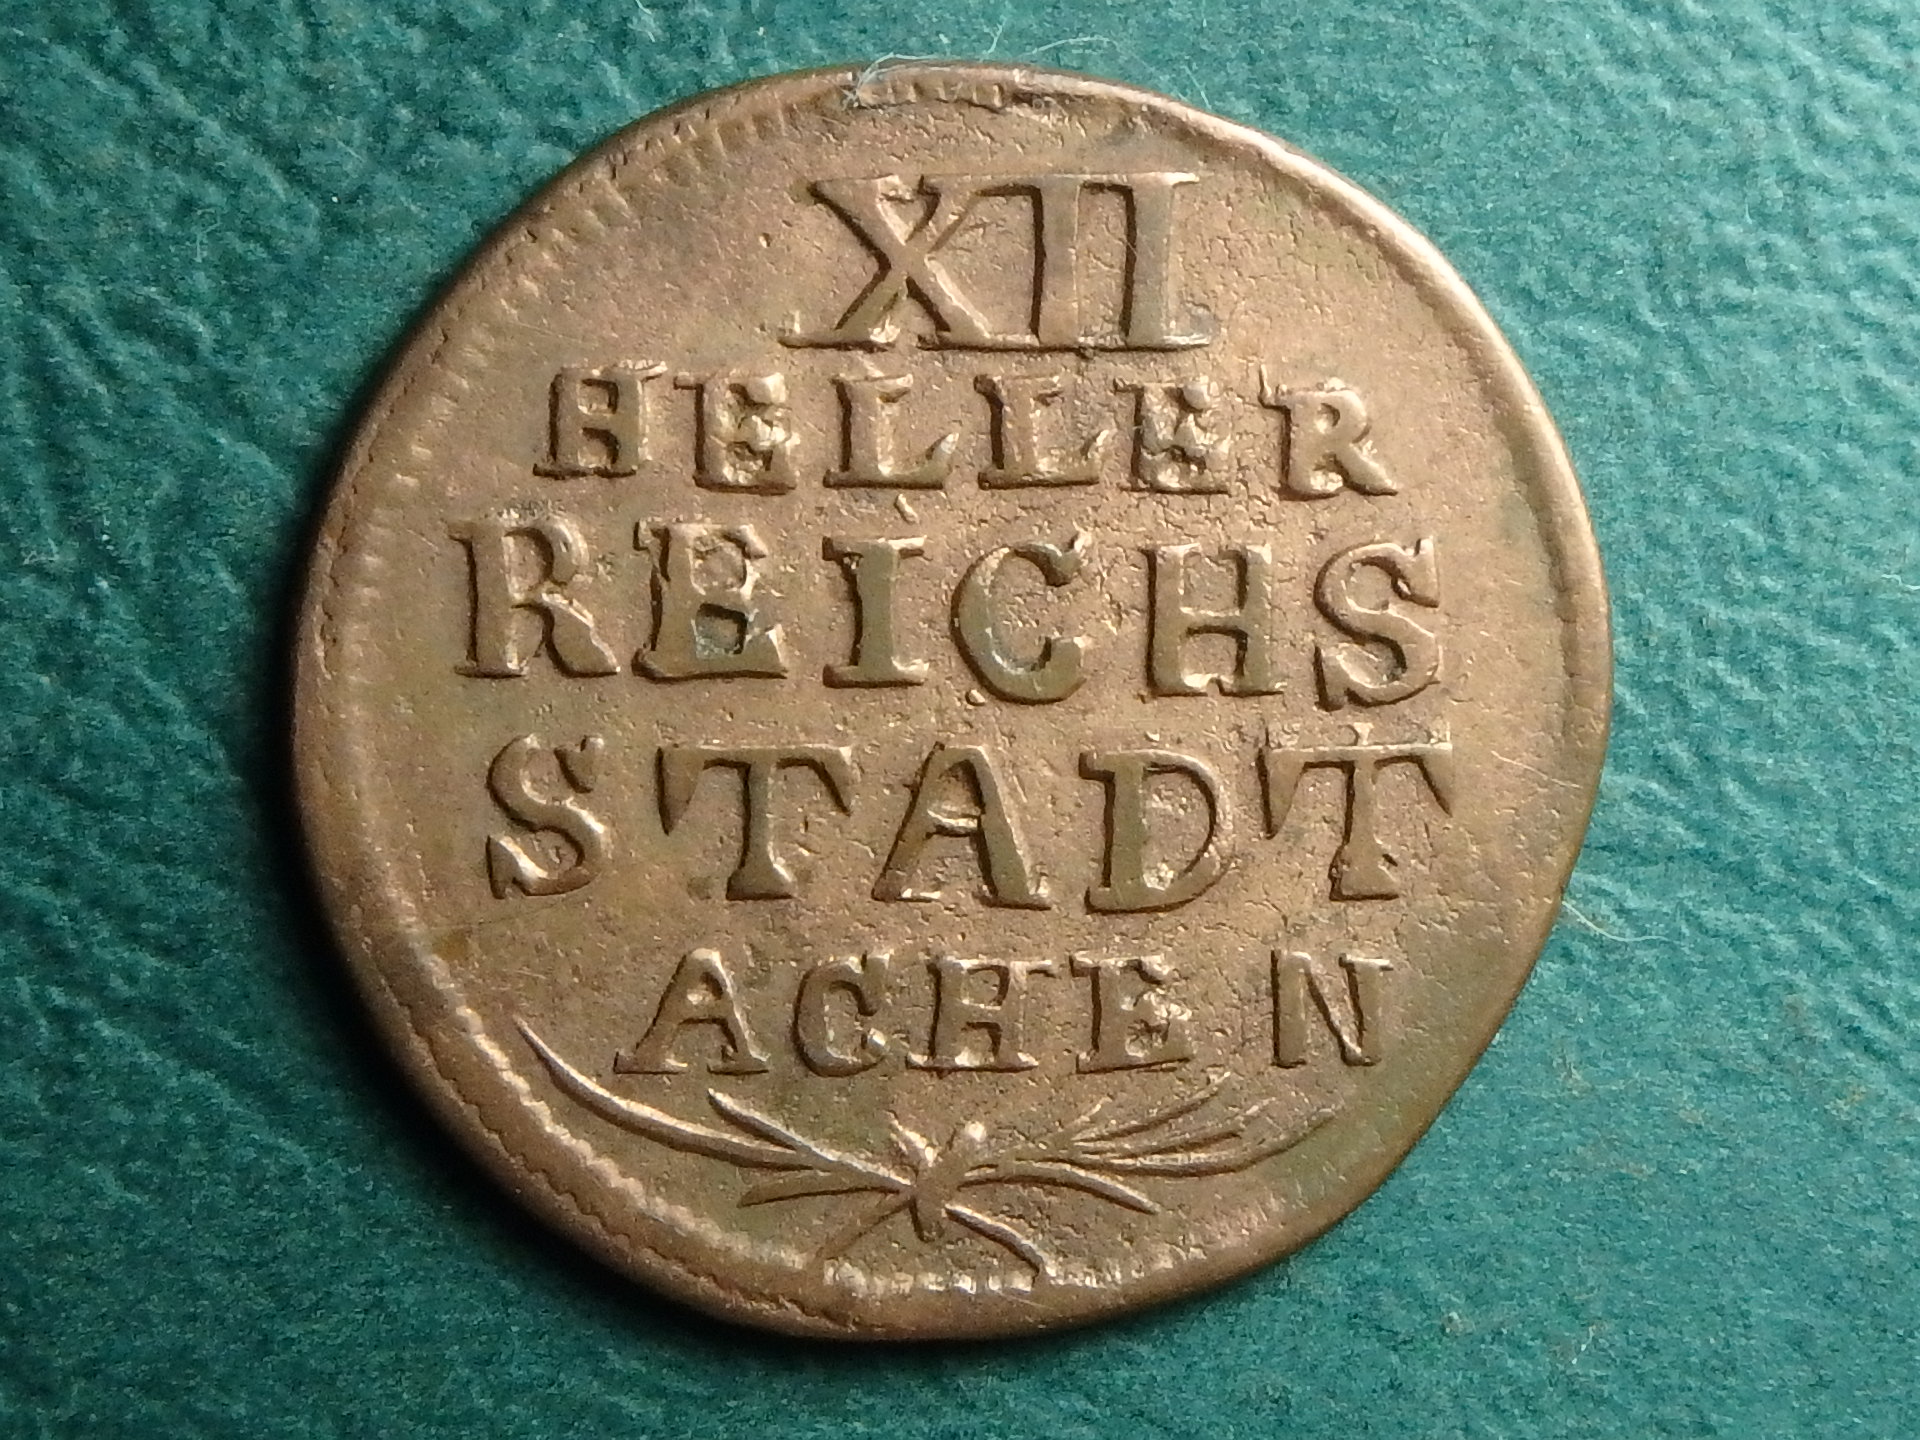 XII
HELLER
REICHS
STADT
ACHEN